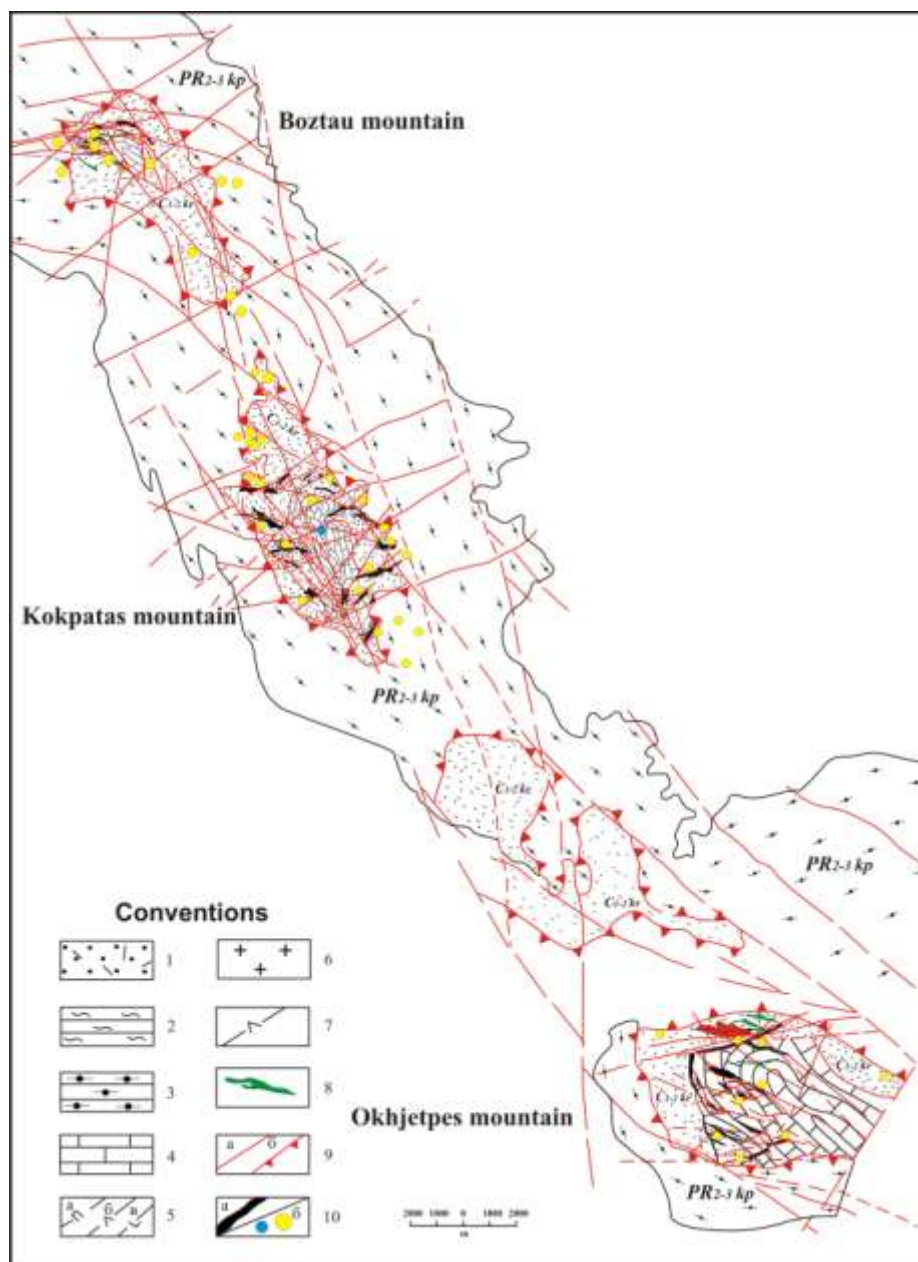 PR2-3 kp
Boztau mountain
C1-2 kr
C1-2 kr
Kokpatas mountain
PR2-3 kp
C1-2 kr
PR2-3 kp
C1-2 kr
C1-2 kr
C1-2 kr
Okhjetpes mountain
PR2-3 kp
Conventions
1
6
2
7
3
8
4
а б 9
а б в 5
а б 10
2000 1000 0 1000 2000
m